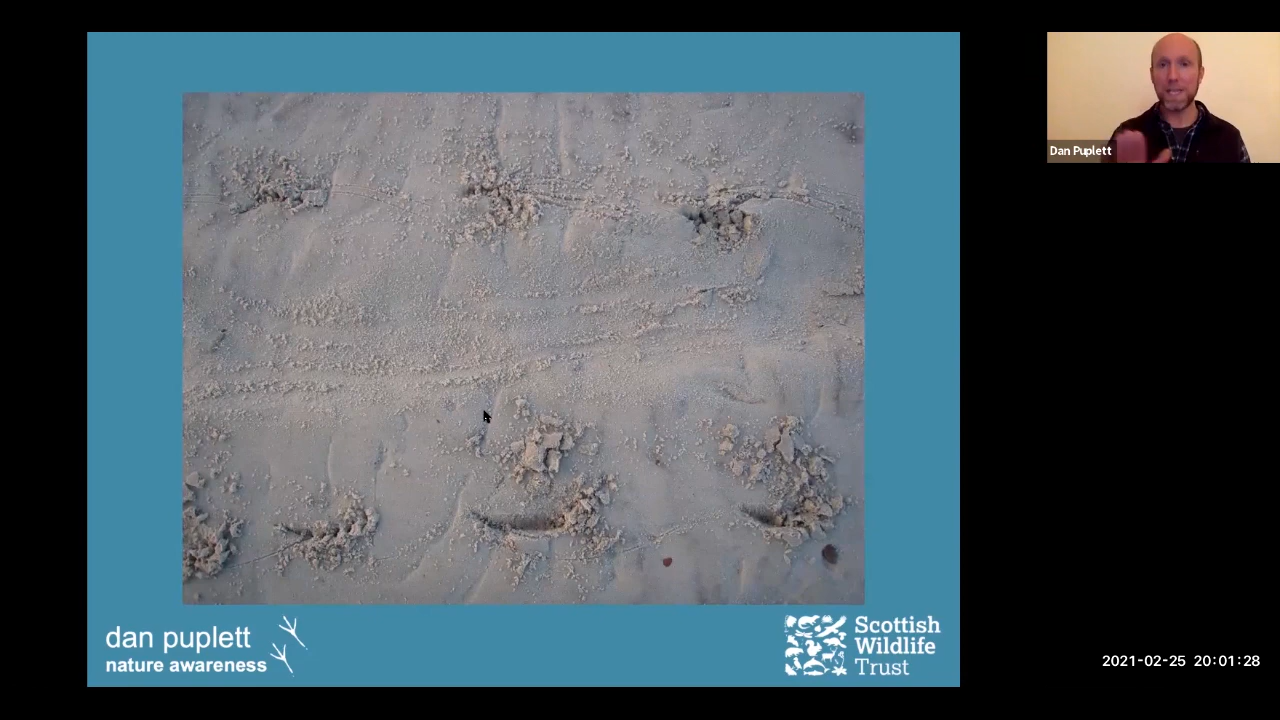 Dan Puplett
dan puplett
nature awareness
Scottish
Wildlife
Trust
2021-02-25 20:01:28